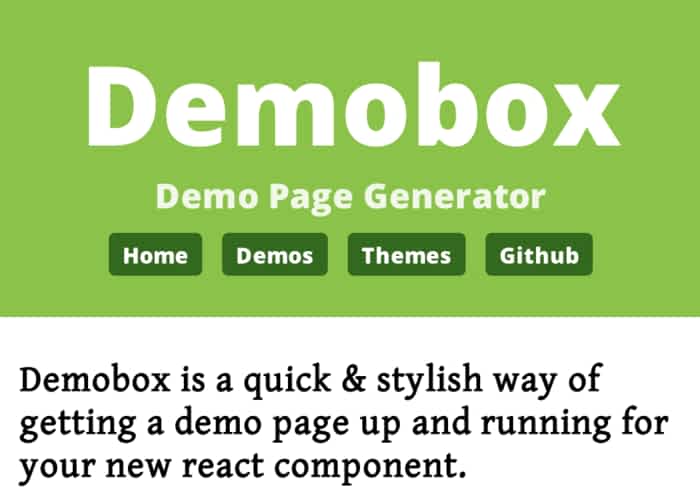 Demobox
Demo Page Generator
Home Demos Themes Github
Demobox is a quick & stylish way of
getting a demo page up and running for
your new react component.